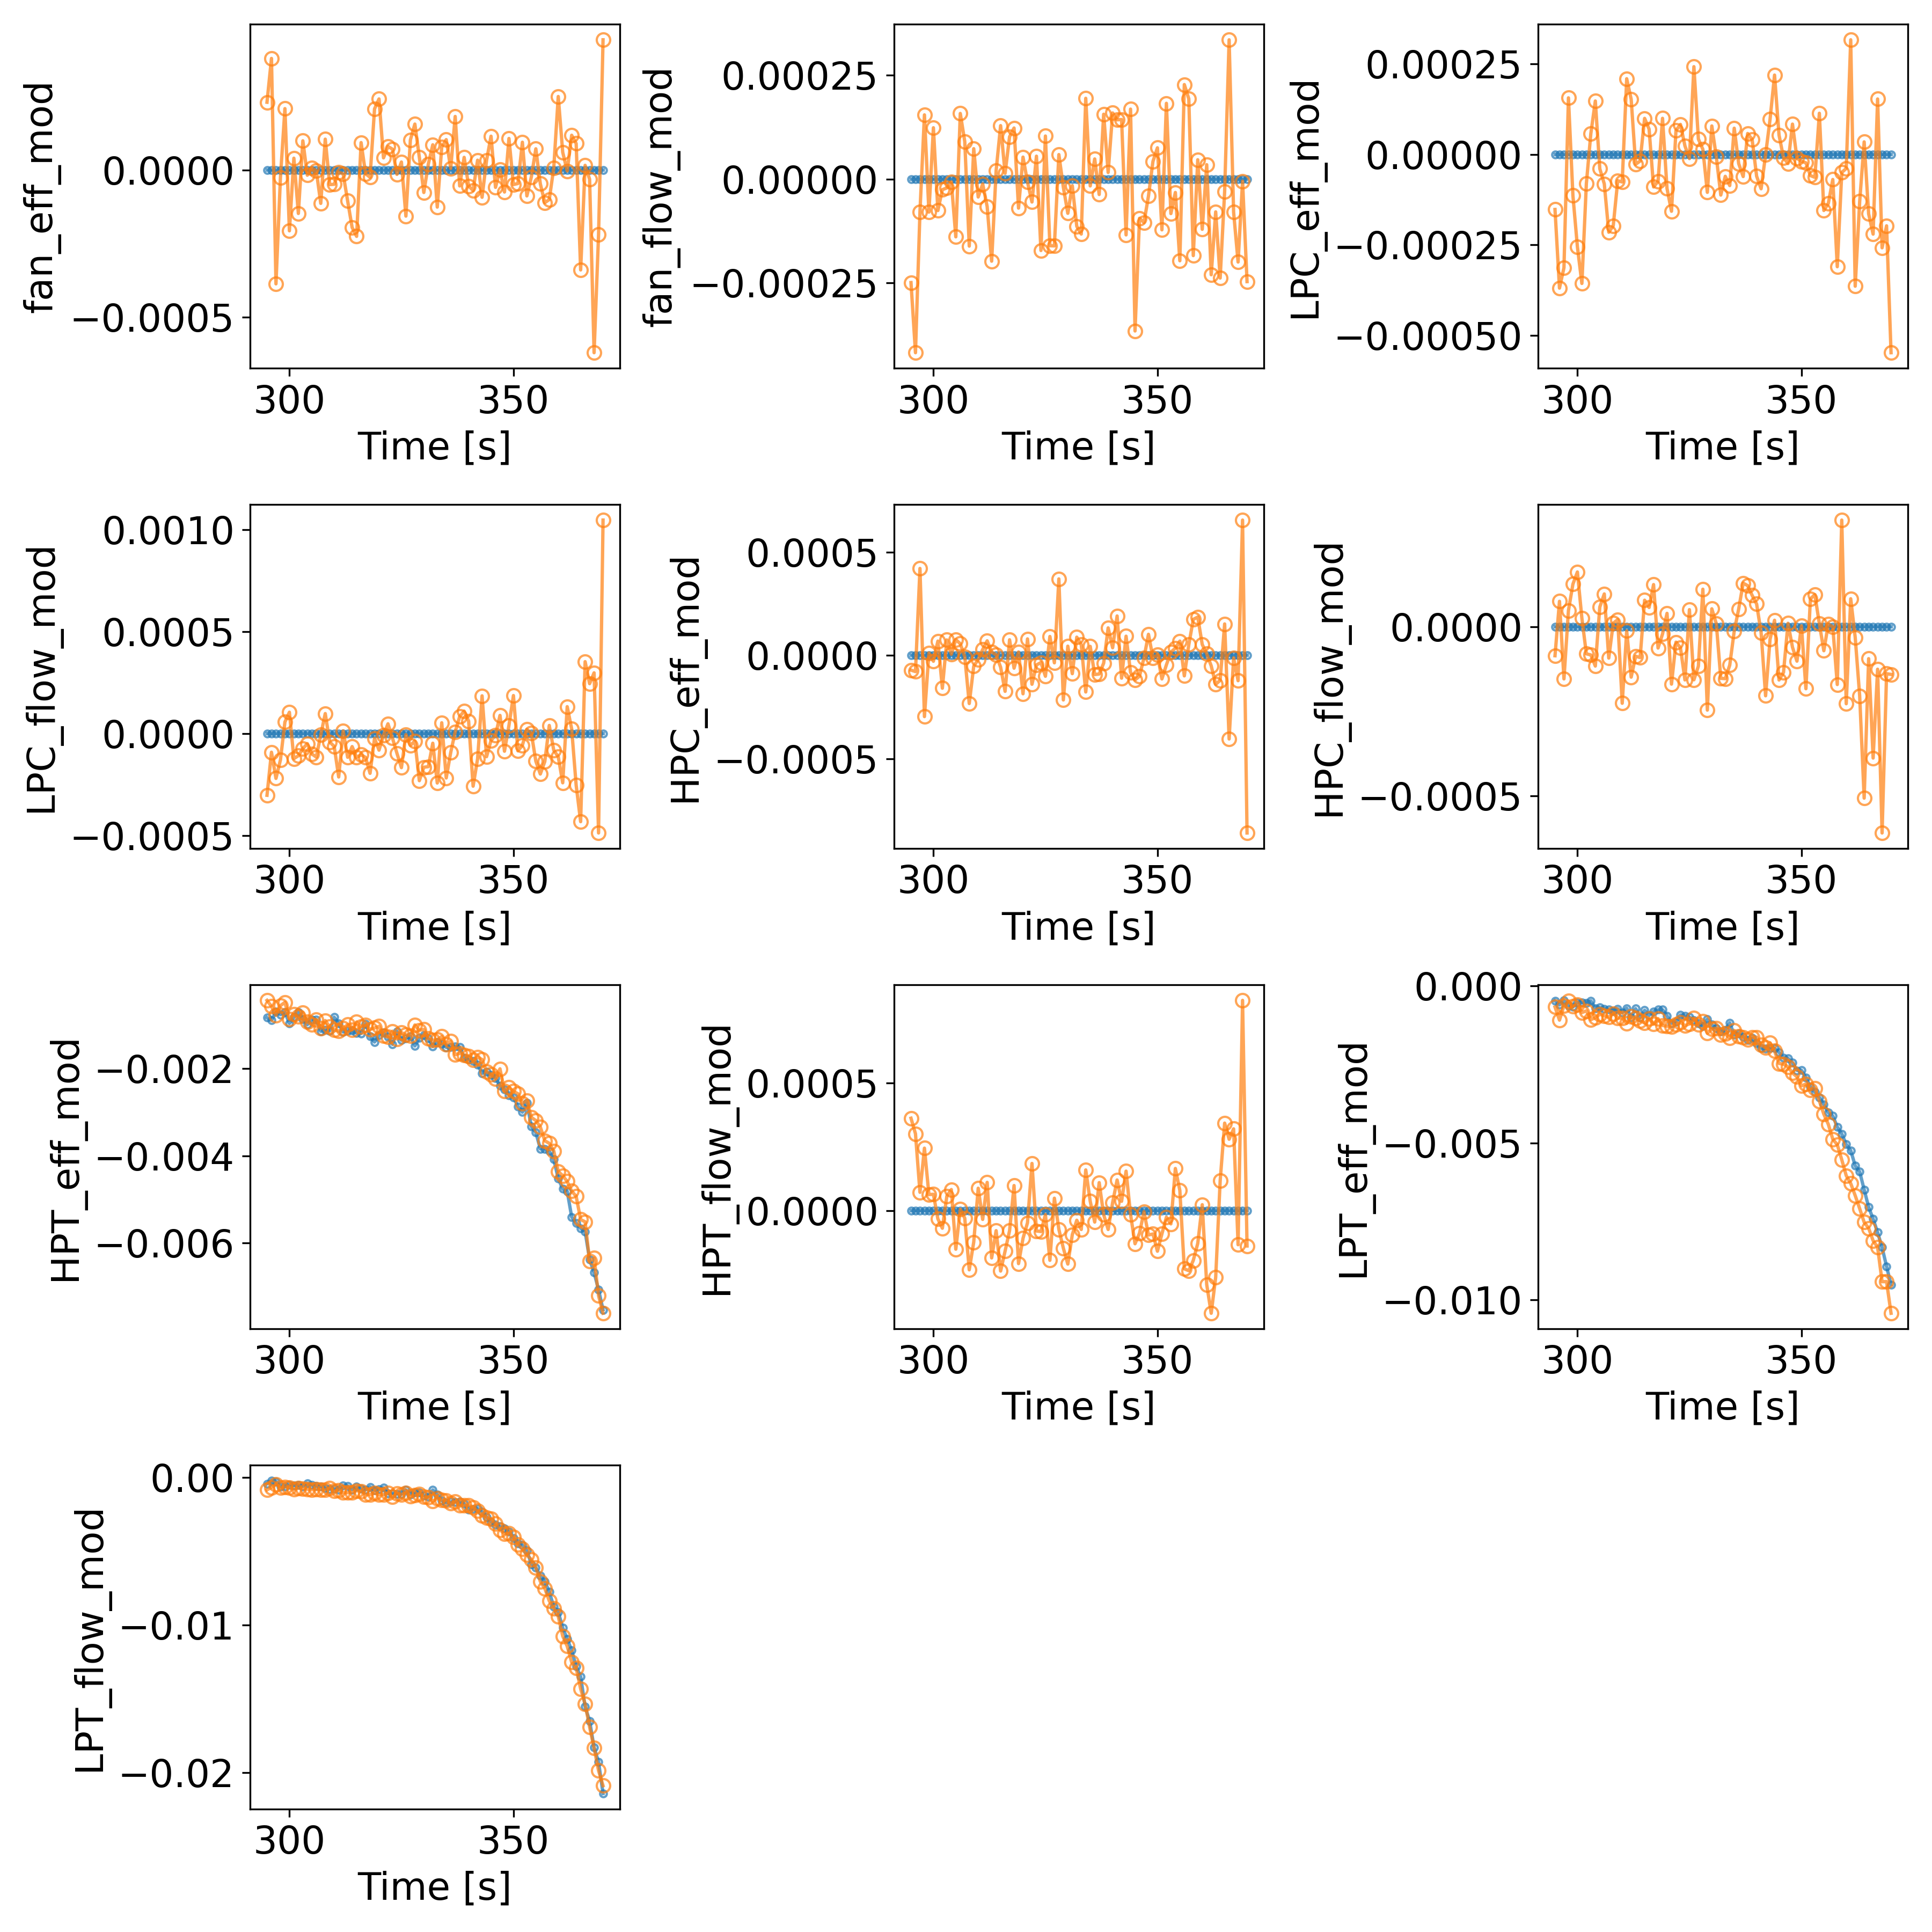 fan_eff_mod
0.0000
−0.0005
300 350
Time [s]
fan_flow_mod
0.00025
0.00000
−0.00025
300 350
Time [s]
LPC_eff_mod
0.00025
0.00000
−0.00025
−0.00050
300 350
Time [s]
LPC_flow_mod
0.0010
0.0005
0.0000
−0.0005
300 350
Time [s]
HPC_eff_mod
0.0005
0.0000
−0.0005
300 350
Time [s]
HPC_flow_mod
0.0000
−0.0005
300 350
Time [s]
HPT_eff_mod
−0.002
−0.004
−0.006
300 350
Time [s]
HPT_flow_mod
0.0005
0.0000
300 350
Time [s]
LPT_eff_mod
0.000
−0.005
−0.010
300 350
Time [s]
LPT_flow_mod
0.00
−0.01
−0.02
300 350
Time [s]